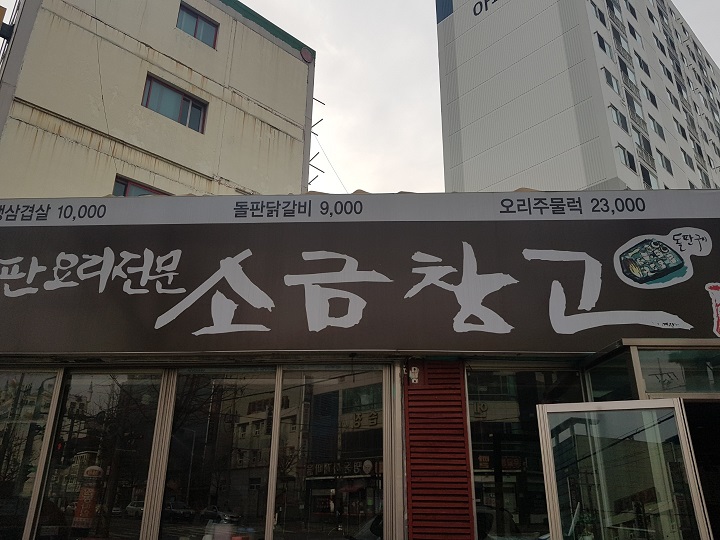 아
삼겹살 10,000
돌판닭갈비 9,000
오리주물럭 23,000
판요리전문
소금창고
돌판구이